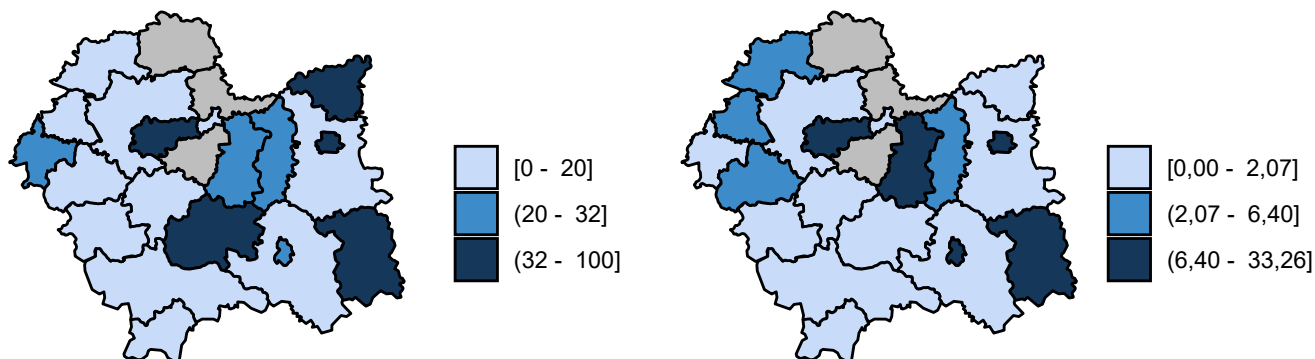 [0 - 20]
(20 - 32]
(32 - 100]
[0,00 - 2,07]
(2,07 - 6,40]
(6,40 - 33,26]